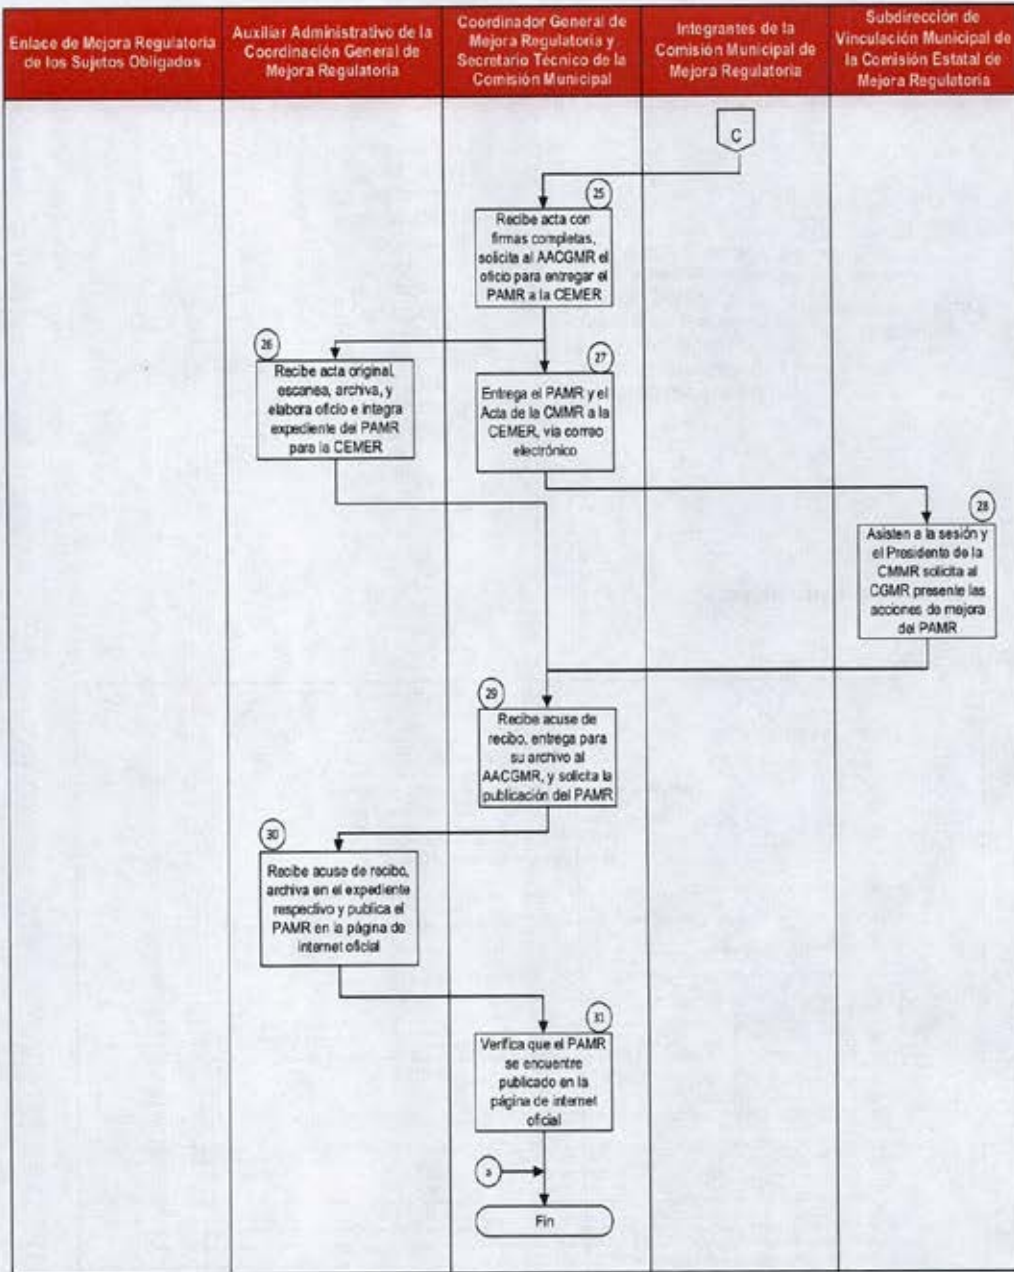 Enlace de Mejora Regulatoria
de los Sujetos Obligados
Auxiliar Administrativo de la
Coordinación General de
Mejora Regulatoria
Coordinador General de
Mejora Regulatoria y
Secretario Técnico de la
Comisión Municipal
Integrantes de la
Comisión Municipal de
Mejora Regulatoria
Subdirección de
Vinculación Municipal de
la Comisión Estatal de
Mejora Regulatoria
C
25
Recibe acta con
firmas completas,
solicita al AACGMR el
oficio para entregar el
PAMR a la CEMER
26
Recibe acta original,
escanea, archiva, y
elabora oficio e integra
expediente del PAMR
para la CEMER
27
Entrega el PAMR y el
Acta de la CMMR a la
CEMER, vía correo
electrónico
28
Asisten a la sesión y
el Presidente de la
CMMR solicita al
CGMR presente las
acciones de mejora
del PAMR
29
Recibe acuse de
recibo, entrega para
su archivo al
AACGMR, y solicita la
publicación del PAMR
30
Recibe acuse de recibo,
archiva en el expediente
respectivo y publica el
PAMR en la página de
internet oficial
31
Verifica que el PAMR
se encuentre
publicado en la
página de internet
oficial
a
Fin